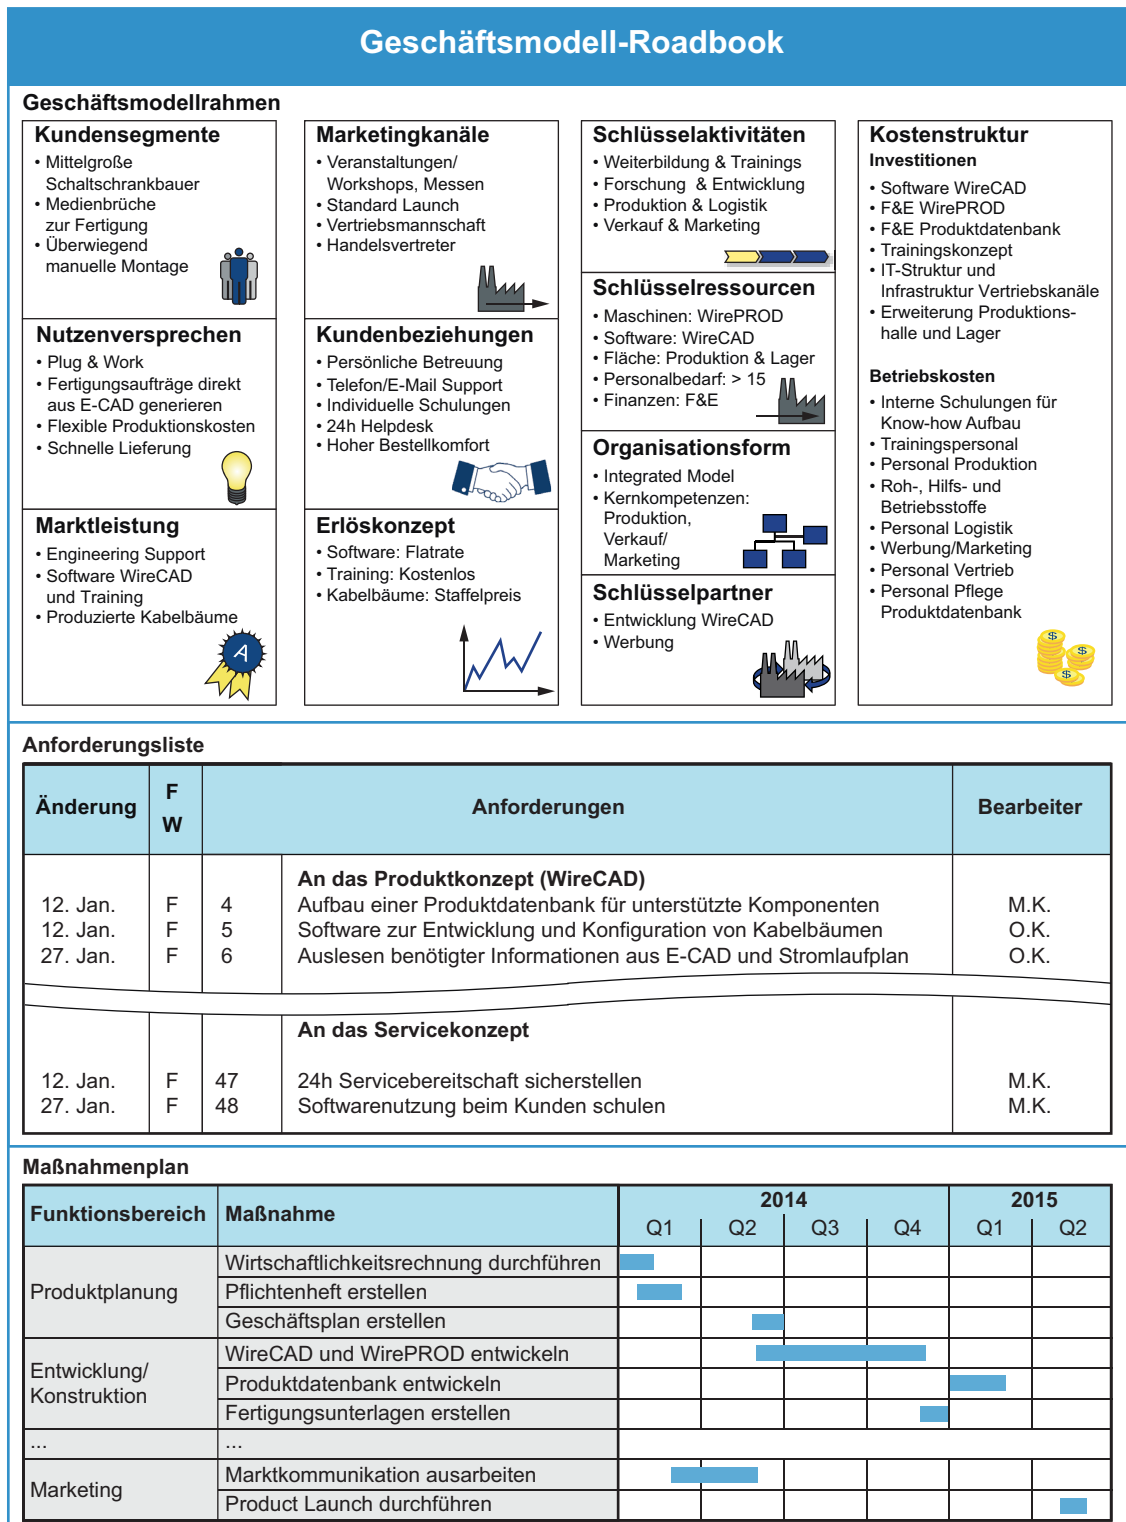 Geschäftsmodell-Roadbook
Geschäftsmodellrahmen
Kundensegmente
• Mittelgroße
Schaltschrankbauer
• Medienbrüche
zur Fertigung
• Überwiegend
manuelle Montage
Nutzenversprechen
• Plug & Work
• Fertigungsaufträge direkt
aus E-CAD generieren
• Flexible Produktionskosten
• Schnelle Lieferung
Marktleistung
• Engineering Support
• Software WireCAD
und Training
• Produzierte Kabelbäume
A
Marketingkanäle
• Veranstaltungen/
Workshops, Messen
• Standard Launch
• Vertriebsmannschaft
• Handelsvertreter
Kundenbeziehungen
• Persönliche Betreuung
• Telefon/E-Mail Support
• Individuelle Schulungen
• 24h Helpdesk
• Hoher Bestellkomfort
Erlöskonzept
• Software: Flatrate
• Training: Kostenlos
• Kabelbäume: Staffelpreis
Schlüsselaktivitäten
• Weiterbildung & Trainings
• Forschung & Entwicklung
• Produktion & Logistik
• Verkauf & Marketing
Schlüsselressourcen
• Maschinen: WirePROD
• Software: WireCAD
• Fläche: Produktion & Lager
• Personalbedarf: > 15
• Finanzen: F&E
Organisationsform
• Integrated Model
• Kernkompetenzen:
Produktion,
Verkauf/
Marketing
Schlüsselpartner
• Entwicklung WireCAD
• Werbung
Kostenstruktur
Investitionen
• Software WireCAD
• F&E WirePROD
• F&E Produktdatenbank
• Trainingskonzept
• IT-Struktur und
Infrastruktur Vertriebskanäle
• Erweiterung Produktions-
halle und Lager
Betriebskosten
• Interne Schulungen für
Know-how Aufbau
• Trainingspersonal
• Personal Produktion
• Roh-, Hilfs- und
Betriebsstoffe
• Personal Logistik
• Werbung/Marketing
• Personal Vertrieb
• Personal Pflege
Produktdatenbank
$
$
$
Anforderungsliste
Änderung F W Anforderungen Bearbeiter
An das Produktkonzept (WireCAD)
12. Jan. F 4 Aufbau einer Produktdatenbank für unterstützte Komponenten M.K.
12. Jan. F 5 Software zur Entwicklung und Konfiguration von Kabelbäumen O.K.
27. Jan. F 6 Auslesen benötigter Informationen aus E-CAD und Stromlaufplan O.K.
An das Servicekonzept
12. Jan. F 47 24h Servicebereitschaft sicherstellen M.K.
27. Jan. F 48 Softwarenutzung beim Kunden schulen M.K.
Maßnahmenplan
Funktionsbereich Maßnahme 2014 2015
Q1 Q2 Q3 Q4 Q1 Q2
Produktplanung
Wirtschaftlichkeitsrechnung durchführen
Pflichtenheft erstellen
Geschäftsplan erstellen
Entwicklung/
Konstruktion
WireCAD und WirePROD entwickeln
Produktdatenbank entwickeln
Fertigungsunterlagen erstellen
... ...
Marketing
Marktkommunikation ausarbeiten
Product Launch durchführen